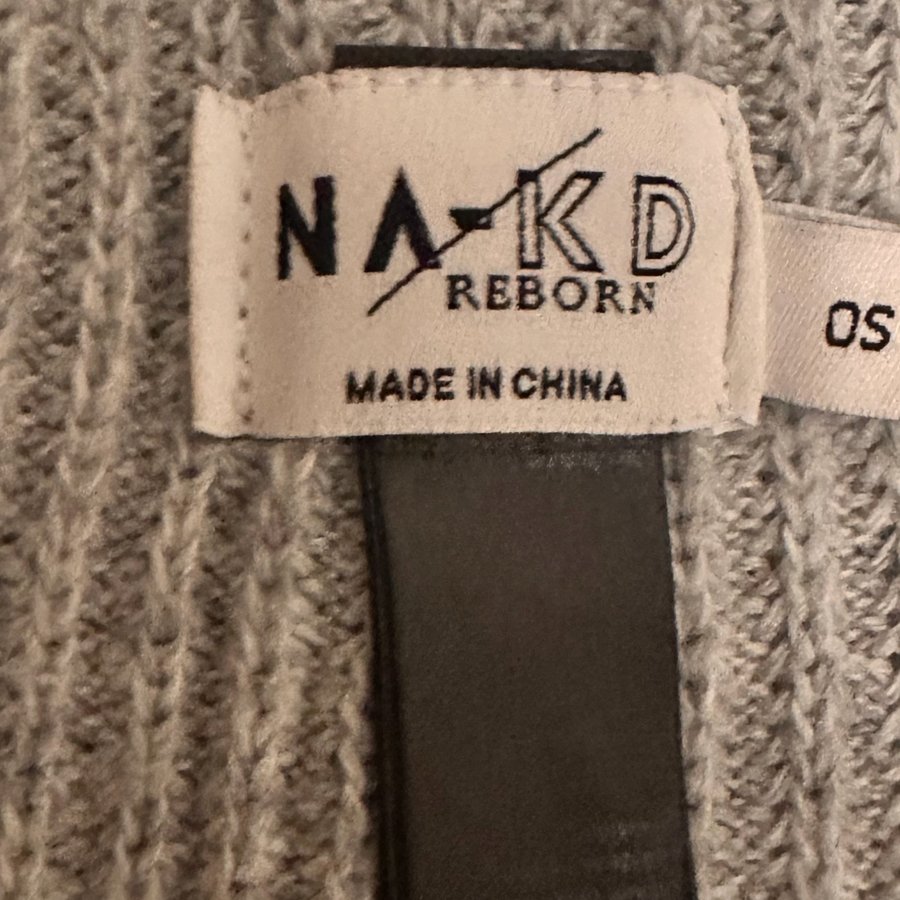 NA-KD
REBORN
MADE IN CHINA
OS